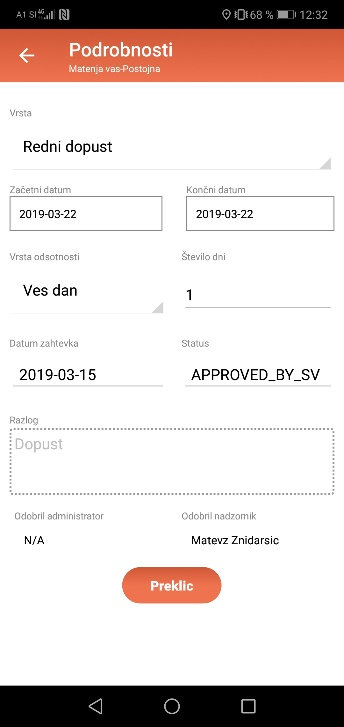 A1 SI 4G 68 % 12:32
Podrobnosti
Matenja vas-Postojna
Vrsta
Redni dopust
Začetni datum Končni datum
2019-03-22 2019-03-22
Vrsta odsotnosti Število dni
Ves dan 1
Datum zahtevka Status
2019-03-15 APPROVED_BY_SV
Razlog
Dopust
Odobril administrator Odobril nadzornik
N/A Matevz Znidarsic
Preklic